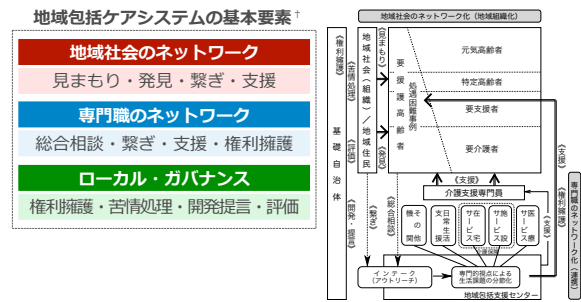 地域包括ケアシステムの基本要素†
地域社会のネットワーク
見まもり・発見・繋ぎ・支援
専門職のネットワーク
総合相談・繋ぎ・支援・権利擁護
ローカル・ガバナンス
権利擁護・苦情処理・開発提言・評価
地域社会のネットワーク化（地域組織化）
基礎自治体
《権利擁護》
《苦情処理》
《評価》
《開発・提言》
地域社会（組織）／地域住民
《見まもり》
《発見》
要援護高齢者
処遇困難事例
元気高齢者
特定高齢者
要支援者
要介護者
《支援》
介護支援専門員
その他機関
日常生活支援
在宅サービス
施設サービス
医療サービス
介護保険
《繋ぎ》
《総合相談》
インテーク
（アウトリーチ）
専門的視点による
生活課題の分節化
地域包括支援センター
《支援》
《支援》
《権利擁護》
専門職のネットワーク化（連携）